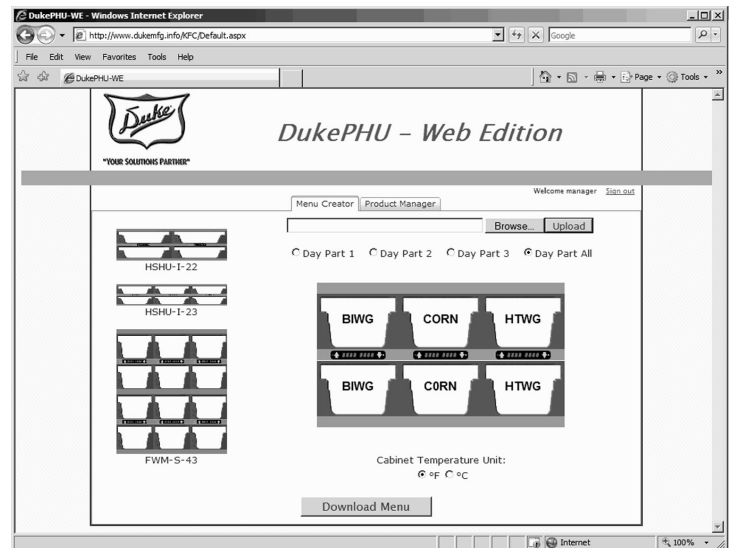 DukePHU-WE - Windows Internet Explorer
http://www.dukemfg.info/KFC/Default.aspx
Google
File Edit View Favorites Tools Help
DukePHU-WE
Page Tools
Duke
"YOUR SOLUTIONS PARTNER"
DukePHU – Web Edition
Welcome manager Sign out
Menu Creator Product Manager
Browse... Upload
Day Part 1 Day Part 2 Day Part 3 Day Part All
HSHU-I-22
HSHU-I-23
FWM-S-43
BIWG CORN HTWG
#### #### #### #### #### ####
BIWG C0RN HTWG
Cabinet Temperature Unit:
°F °C
Download Menu
Internet 100%